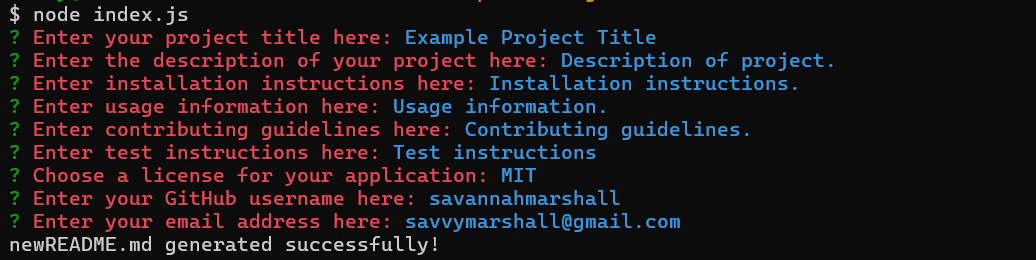 $ node index.js
? Enter your project title here: Example Project Title
? Enter the description of your project here: Description of project.
? Enter installation instructions here: Installation instructions.
? Enter usage information here: Usage information.
? Enter contributing guidelines here: Contributing guidelines.
? Enter test instructions here: Test instructions
? Choose a license for your application: MIT
? Enter your GitHub username here: savannahmarshall
? Enter your email address here: savvymarshall@gmail.com
newREADME.md generated successfully!